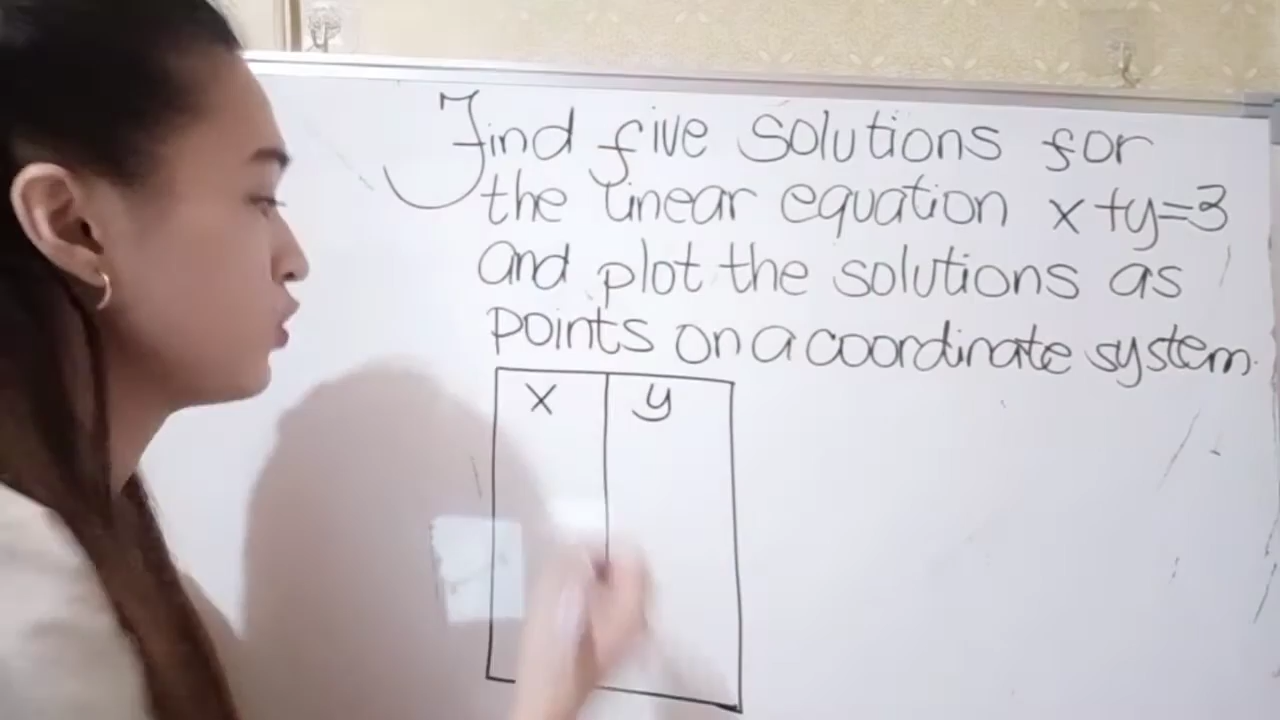 Find five solutions for
the linear equation x+y=3
and plot the solutions as
points on a coordinate system.
x y